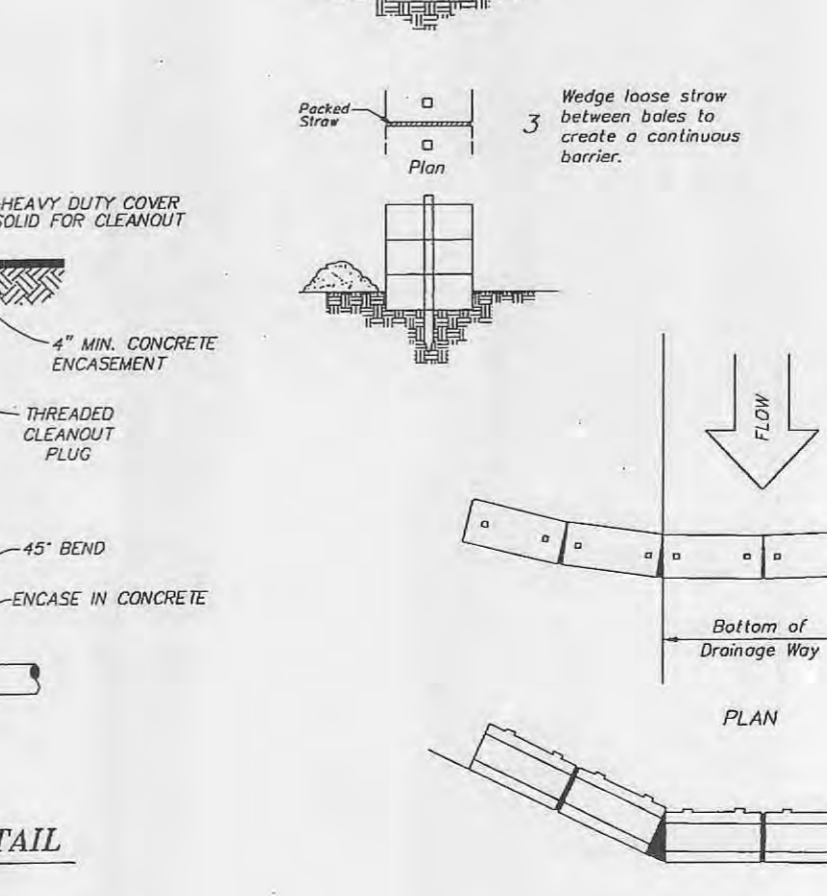 Packed
Straw
Plan
3
Wedge loose straw
between bales to
create a continuous
barrier.
HEAVY DUTY COVER
SOLID FOR CLEANOUT
4" MIN. CONCRETE
ENCASEMENT
THREADED
CLEANOUT
PLUG
FLOW
45° BEND
ENCASE IN CONCRETE
Bottom of
Drainage Way
PLAN
TAIL